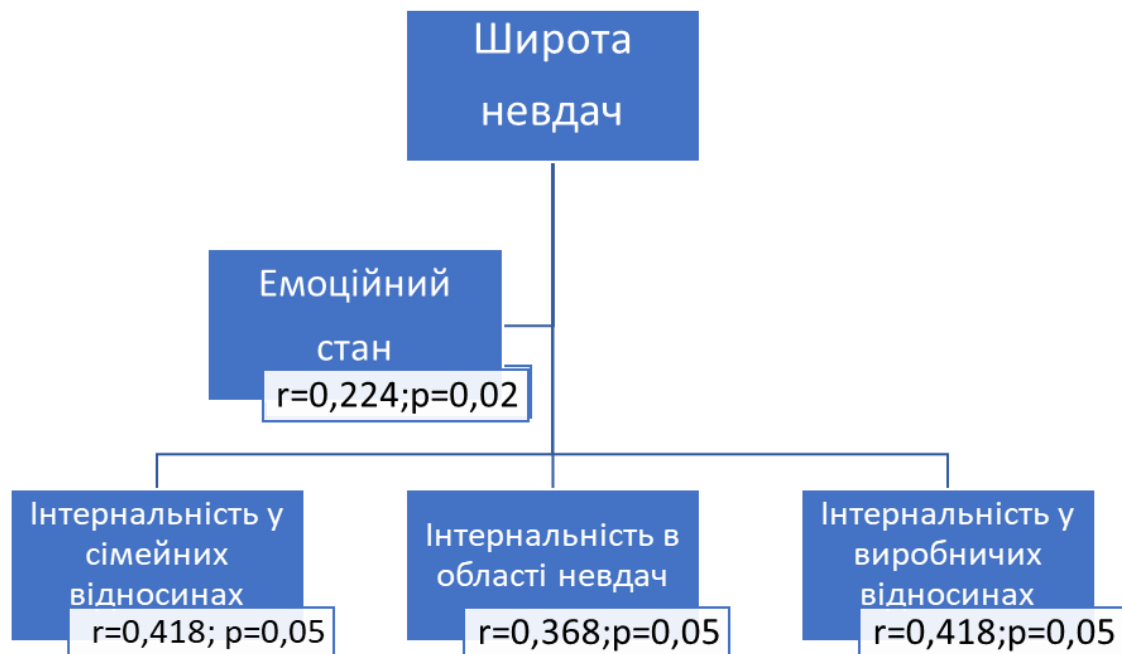 Широта
невдач
Емоційний
стан
r=0,224;p=0,02
Інтернальність у
сімейних
відносинах
r=0,418; p=0,05
Інтернальність в
області невдач
r=0,368;p=0,05
Інтернальність у
виробничих
відносинах
r=0,418;p=0,05